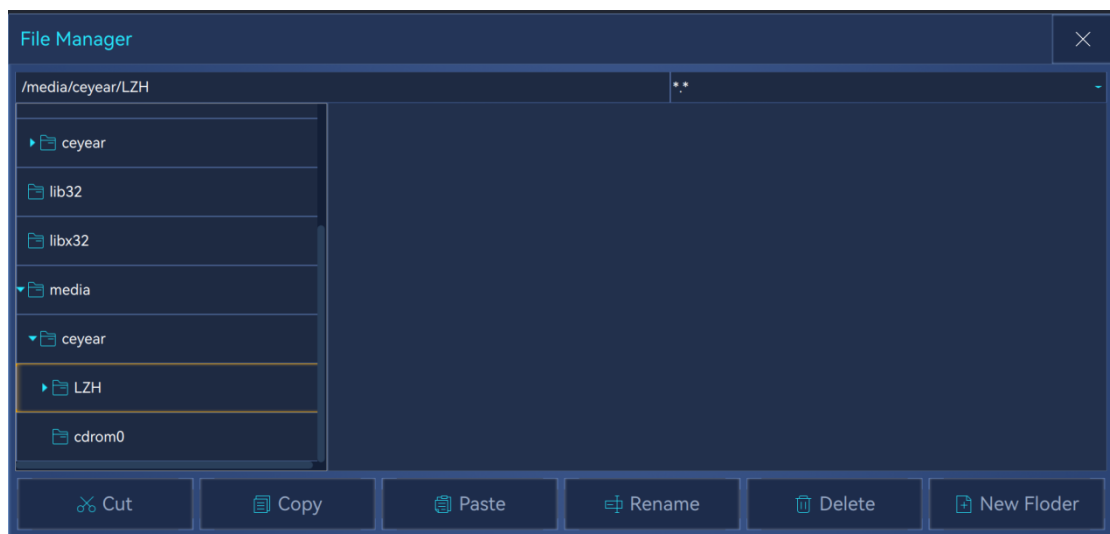 File Manager
/media/ceyear/LZH *.*
ceyear
lib32
libx32
media
ceyear
LZH
cdrom0
Cut Copy Paste Rename Delete New Floder